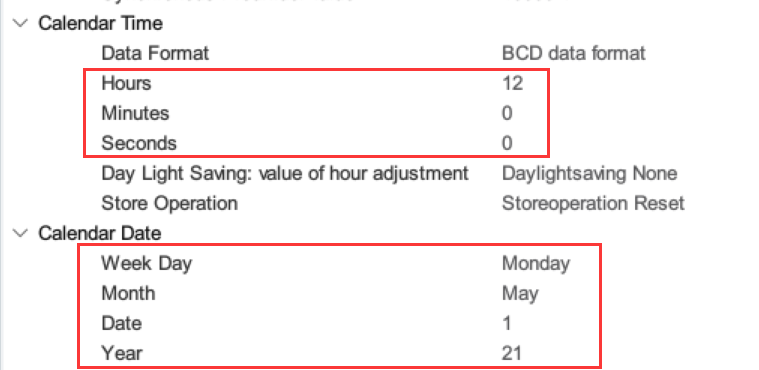 Calendar Time
Data Format BCD data format
Hours 12
Minutes 0
Seconds 0
Day Light Saving: value of hour adjustment Daylightsaving None
Store Operation Storeoperation Reset
Calendar Date
Week Day Monday
Month May
Date 1
Year 21